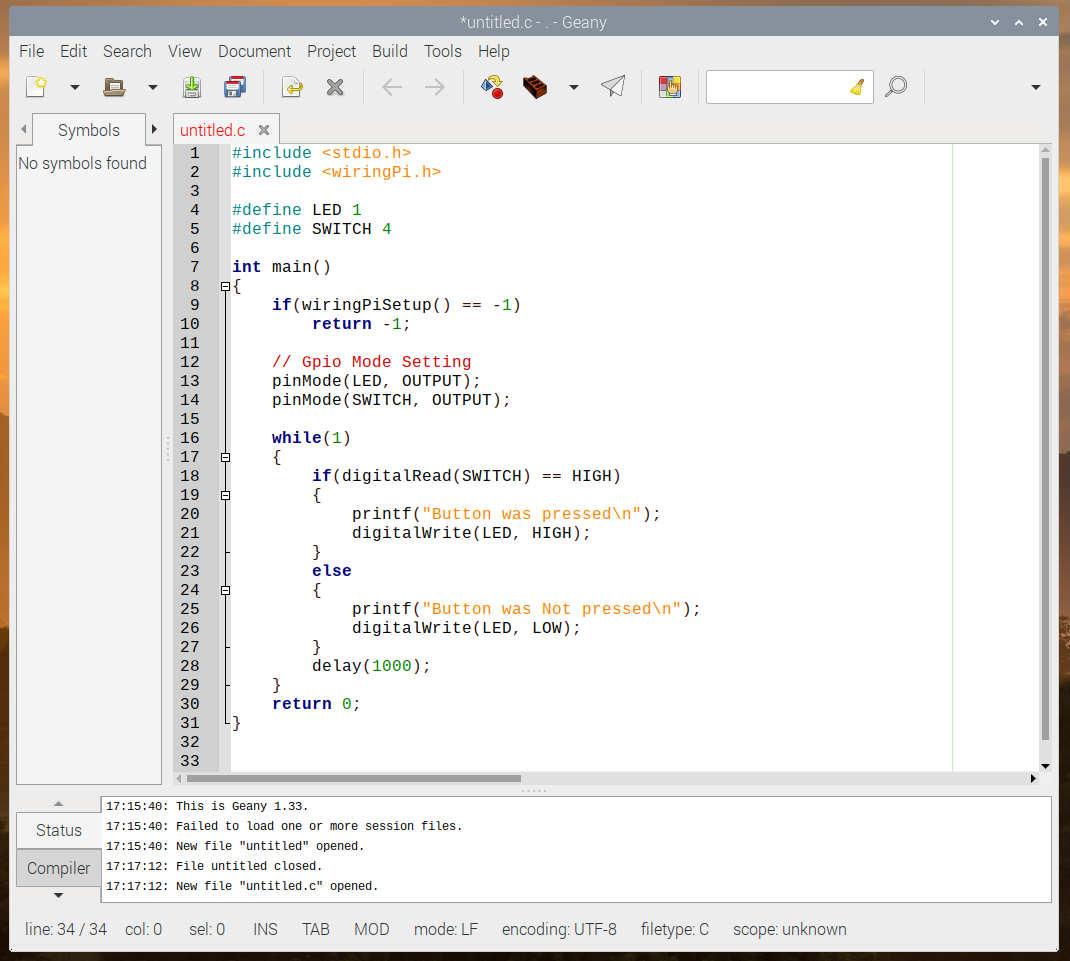 *untitled.c - . - Geany
File Edit Search View Document Project Build Tools Help
Symbols
untitled.c
No symbols found
1 #include <stdio.h>
2 #include <wiringPi.h>
3
4 #define LED 1
5 #define SWITCH 4
6
7 int main()
8 {
9     if(wiringPiSetup() == -1)
10         return -1;
11
12     // Gpio Mode Setting
13     pinMode(LED, OUTPUT);
14     pinMode(SWITCH, OUTPUT);
15
16     while(1)
17     {
18         if(digitalRead(SWITCH) == HIGH)
19         {
20             printf("Button was pressed\n");
21             digitalWrite(LED, HIGH);
22         }
23         else
24         {
25             printf("Button was Not pressed\n");
26             digitalWrite(LED, LOW);
27         }
28         delay(1000);
29     }
30     return 0;
31 }
32
33
Status
Compiler
17:15:40: This is Geany 1.33.
17:15:40: Failed to load one or more session files.
17:15:40: New file "untitled" opened.
17:17:12: File untitled closed.
17:17:12: New file "untitled.c" opened.
line: 34 / 34 col: 0 sel: 0 INS TAB MOD mode: LF encoding: UTF-8 filetype: C scope: unknown